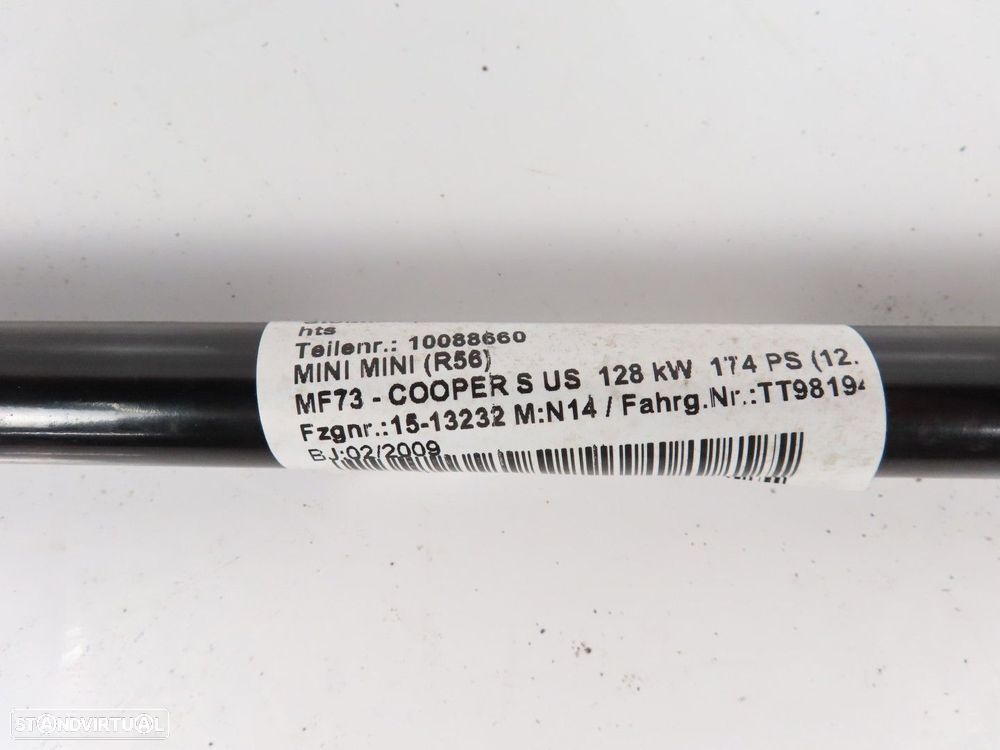 hts
Teilenr.: 10088660
MINI MINI (R56)
MF73 - COOPER S US 128 kW 174 PS (12.
Fzgnr.:15-13232 M:N14 / Fahrg.Nr.:TT98194
BJ:02/2009
STANDVIRTUAL